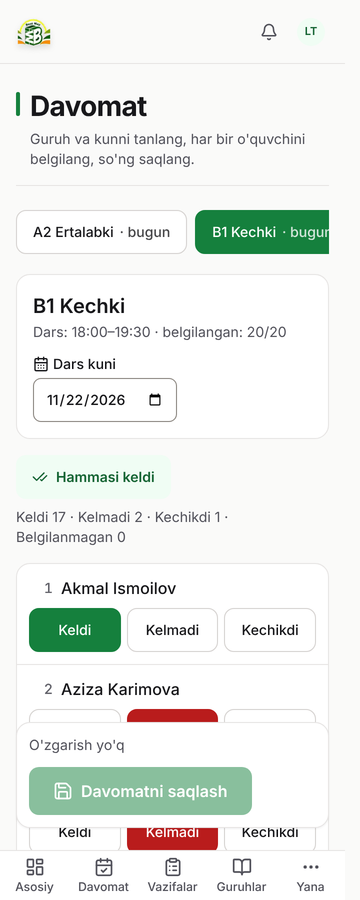 LT
Davomat
Guruh va kunni tanlang, har bir o'quvchini
belgilang, so'ng saqlang.
A2 Ertalabki · bugun
B1 Kechki · bugun
B1 Kechki
Dars: 18:00–19:30 · belgilangan: 20/20
Dars kuni
11/22/2026
Hammasi keldi
Keldi 17 · Kelmadi 2 · Kechikdi 1 ·
Belgilanmagan 0
1 Akmal Ismoilov
Keldi Kelmadi Kechikdi
2 Aziza Karimova
O'zgarish yo'q
Davomatni saqlash
Keldi Kelmadi Kechikdi
Asosiy Davomat Vazifalar Guruhlar Yana